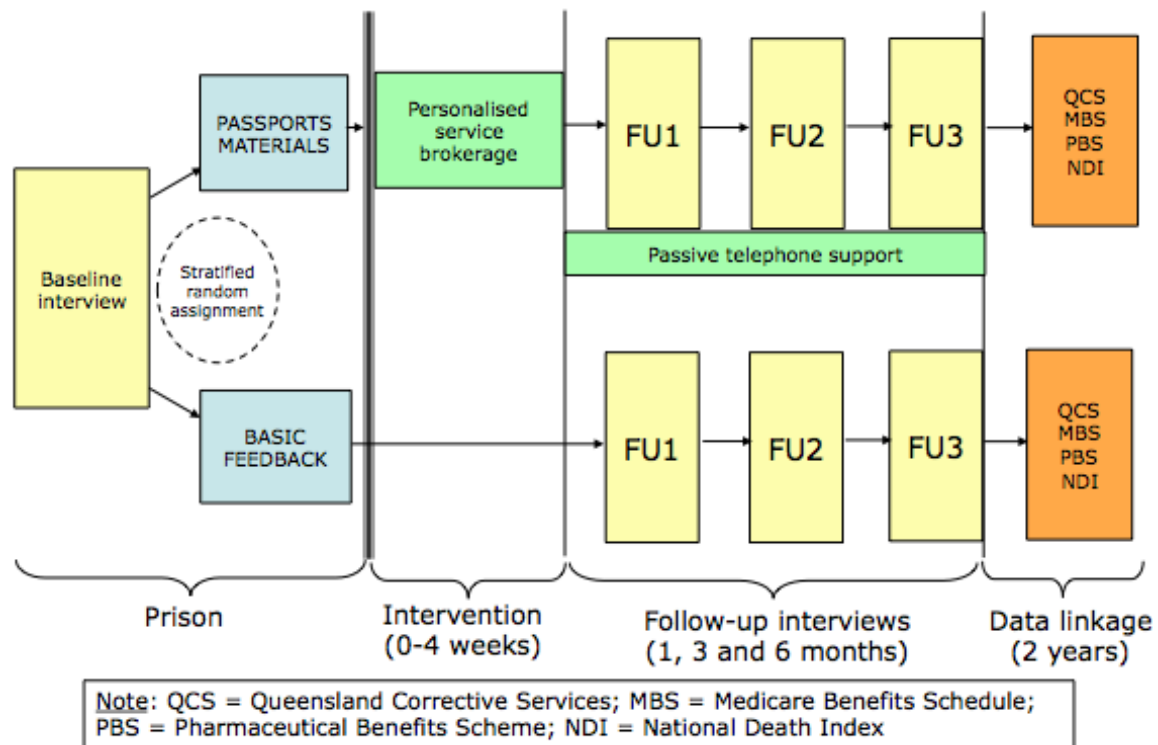 Baseline
interview
Stratified
random
assignment
PASSPORTS
MATERIALS
BASIC
FEEDBACK
Personalised
service
brokerage
FU1
FU2
FU3
QCS
MBS
PBS
NDI
Passive telephone support
FU1
FU2
FU3
QCS
MBS
PBS
NDI
Prison
Intervention
(0-4 weeks)
Follow-up interviews
(1, 3 and 6 months)
Data linkage
(2 years)
Note: QCS = Queensland Corrective Services; MBS = Medicare Benefits Schedule;
PBS = Pharmaceutical Benefits Scheme; NDI = National Death Index